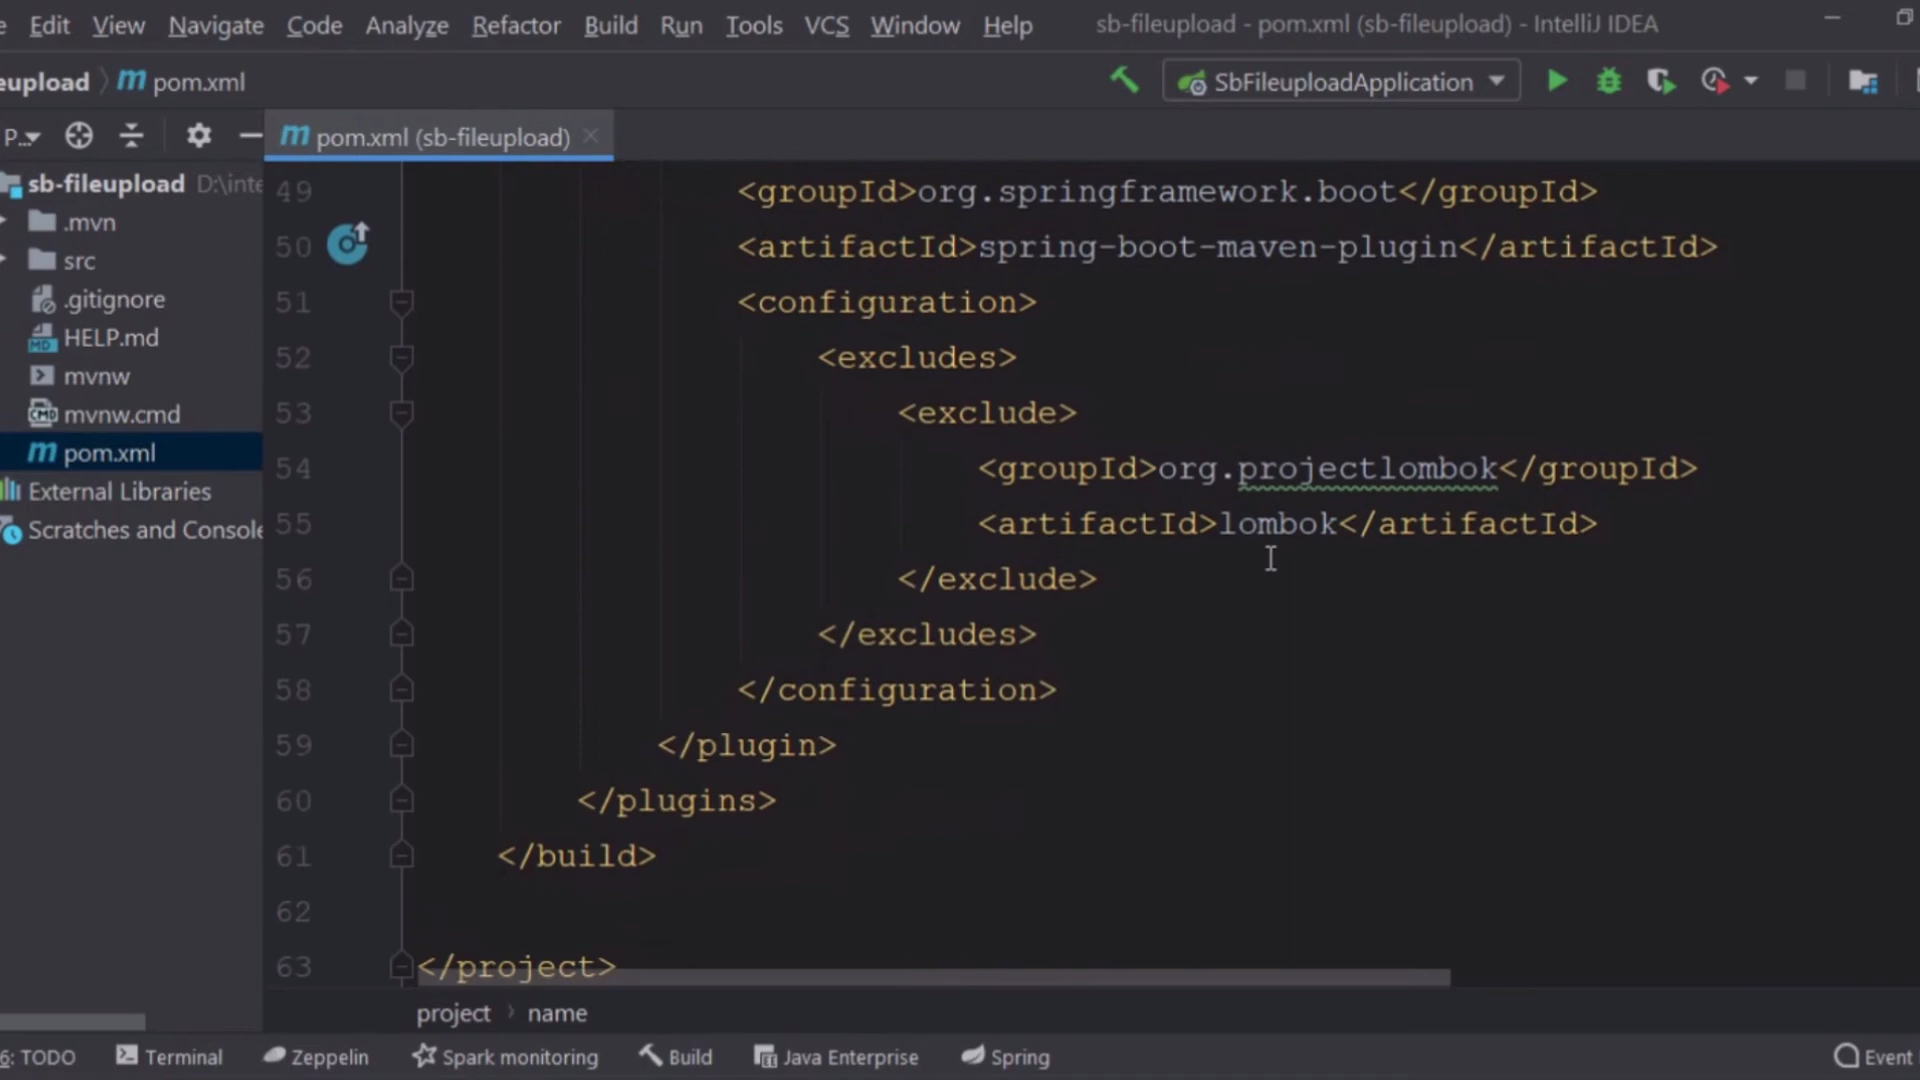 Edit View Navigate Code Analyze Refactor Build Run Tools VCS Window Help sb-fileupload - pom.xml (sb-fileupload) - IntelliJ IDEA
eupload pom.xml SbFileuploadApplication
P... pom.xml (sb-fileupload)
sb-fileupload D:\inte
.mvn
src
.gitignore
HELP.md
mvnw
mvnw.cmd
pom.xml
External Libraries
Scratches and Console
49 <groupId>org.springframework.boot</groupId>
50 <artifactId>spring-boot-maven-plugin</artifactId>
51 <configuration>
52 <excludes>
53 <exclude>
54 <groupId>org.projectlombok</groupId>
55 <artifactId>lombok</artifactId>
56 </exclude>
57 </excludes>
58 </configuration>
59 </plugin>
60 </plugins>
61 </build>
62
63 </project>
project › name
6: TODO Terminal Zeppelin Spark monitoring Build Java Enterprise Spring Event